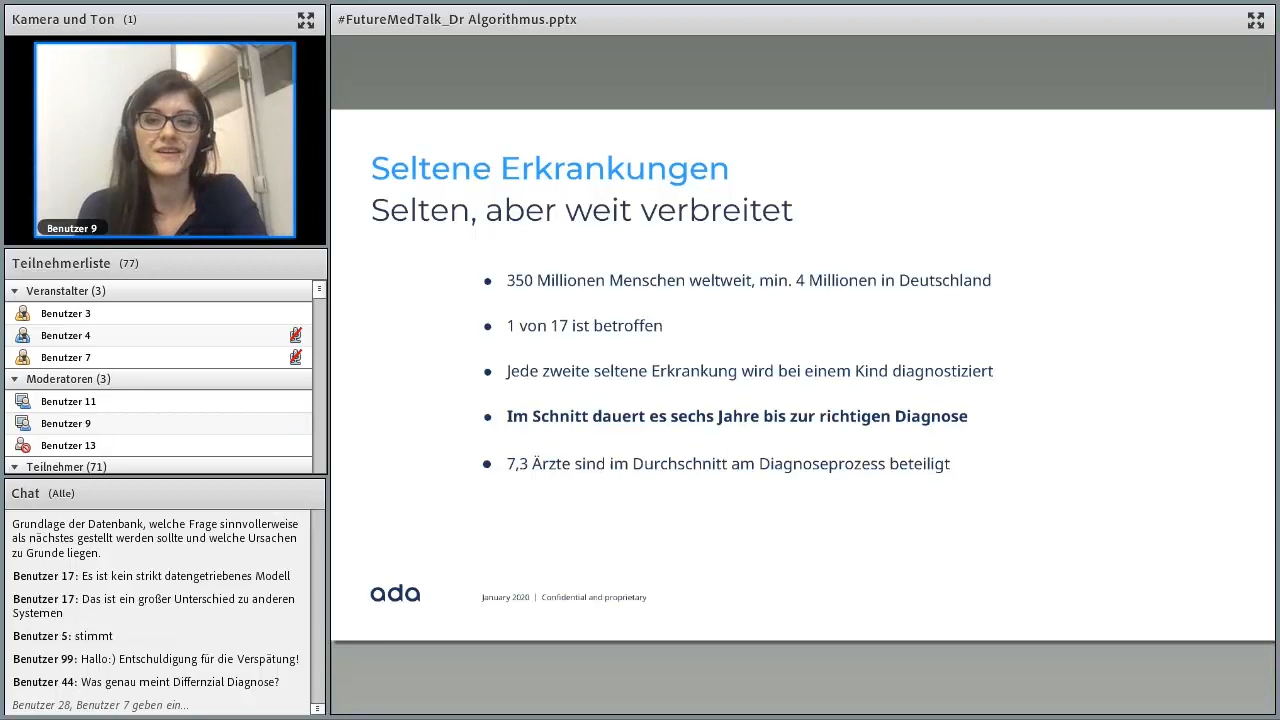 Kamera und Ton (1)
Benutzer 9
Teilnehmerliste (77)
Veranstalter (3)
Benutzer 3
Benutzer 4
Benutzer 7
Moderatoren (3)
Benutzer 11
Benutzer 9
Benutzer 13
Teilnehmer (71)
Chat (Alle)
Grundlage der Datenbank, welche Frage sinnvollerweise
als nächstes gestellt werden sollte und welche Ursachen
zu Grunde liegen.
Benutzer 17: Es ist kein strikt datengetriebenes Modell
Benutzer 17: Das ist ein großer Unterschied zu anderen
Systemen
Benutzer 5: stimmt
Benutzer 99: Hallo:) Entschuldigung für die Verspätung!
Benutzer 44: Was genau meint Differnzial Diagnose?
Benutzer 28, Benutzer 7 geben ein...
#FutureMedTalk_Dr Algorithmus.pptx
Seltene Erkrankungen
Selten, aber weit verbreitet
● 350 Millionen Menschen weltweit, min. 4 Millionen in Deutschland
● 1 von 17 ist betroffen
● Jede zweite seltene Erkrankung wird bei einem Kind diagnostiziert
● Im Schnitt dauert es sechs Jahre bis zur richtigen Diagnose
● 7,3 Ärzte sind im Durchschnitt am Diagnoseprozess beteiligt
ada
January 2020 | Confidential and proprietary